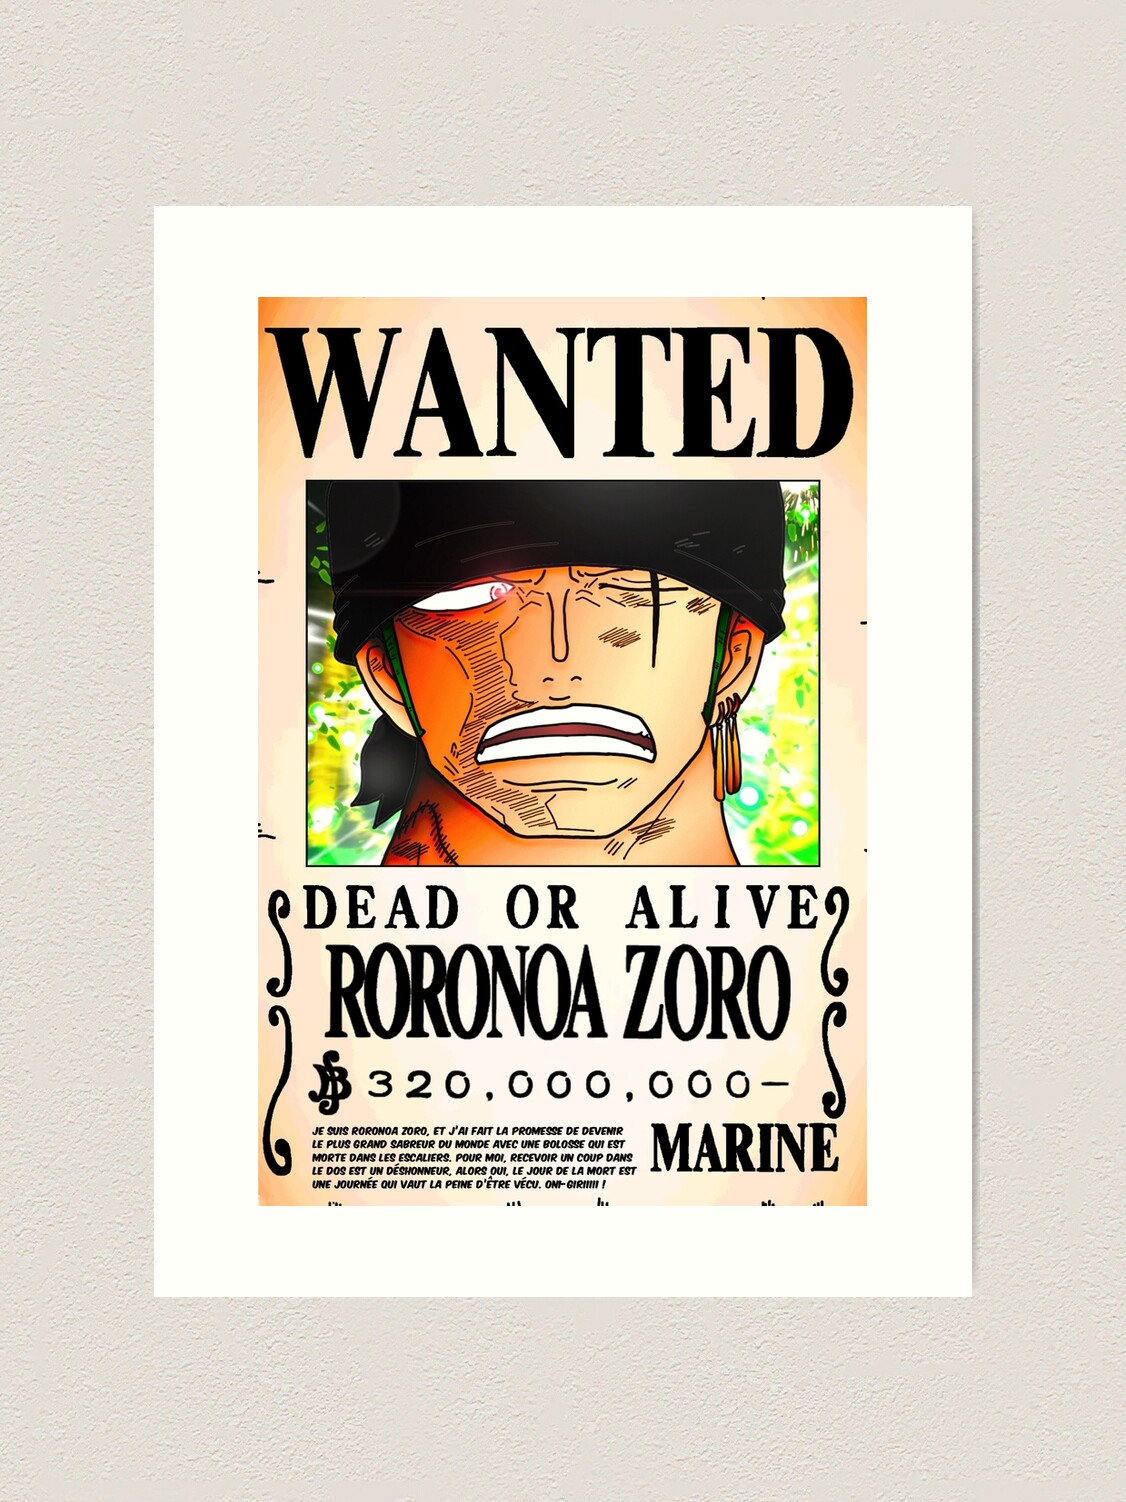 WANTED
DEAD OR ALIVE
RORONOA ZORO
320,000,000-
JE SUIS RORONOA ZORO, ET J'AI FAIT LA PROMESSE DE DEVENIR
LE PLUS GRAND SABREUR DU MONDE AVEC UNE BOLOSSE QUI EST
MORTE DANS LES ESCALIERS. POUR MOI, RECEVOIR UN COUP DANS
LE DOS EST UN DÉSHONNEUR, ALORS OUI, LE JOUR DE LA MORT EST
UNE JOURNÉE QUI VAUT LA PEINE D'ÊTRE VÉCU. ONI-GIRIIIII !
MARINE